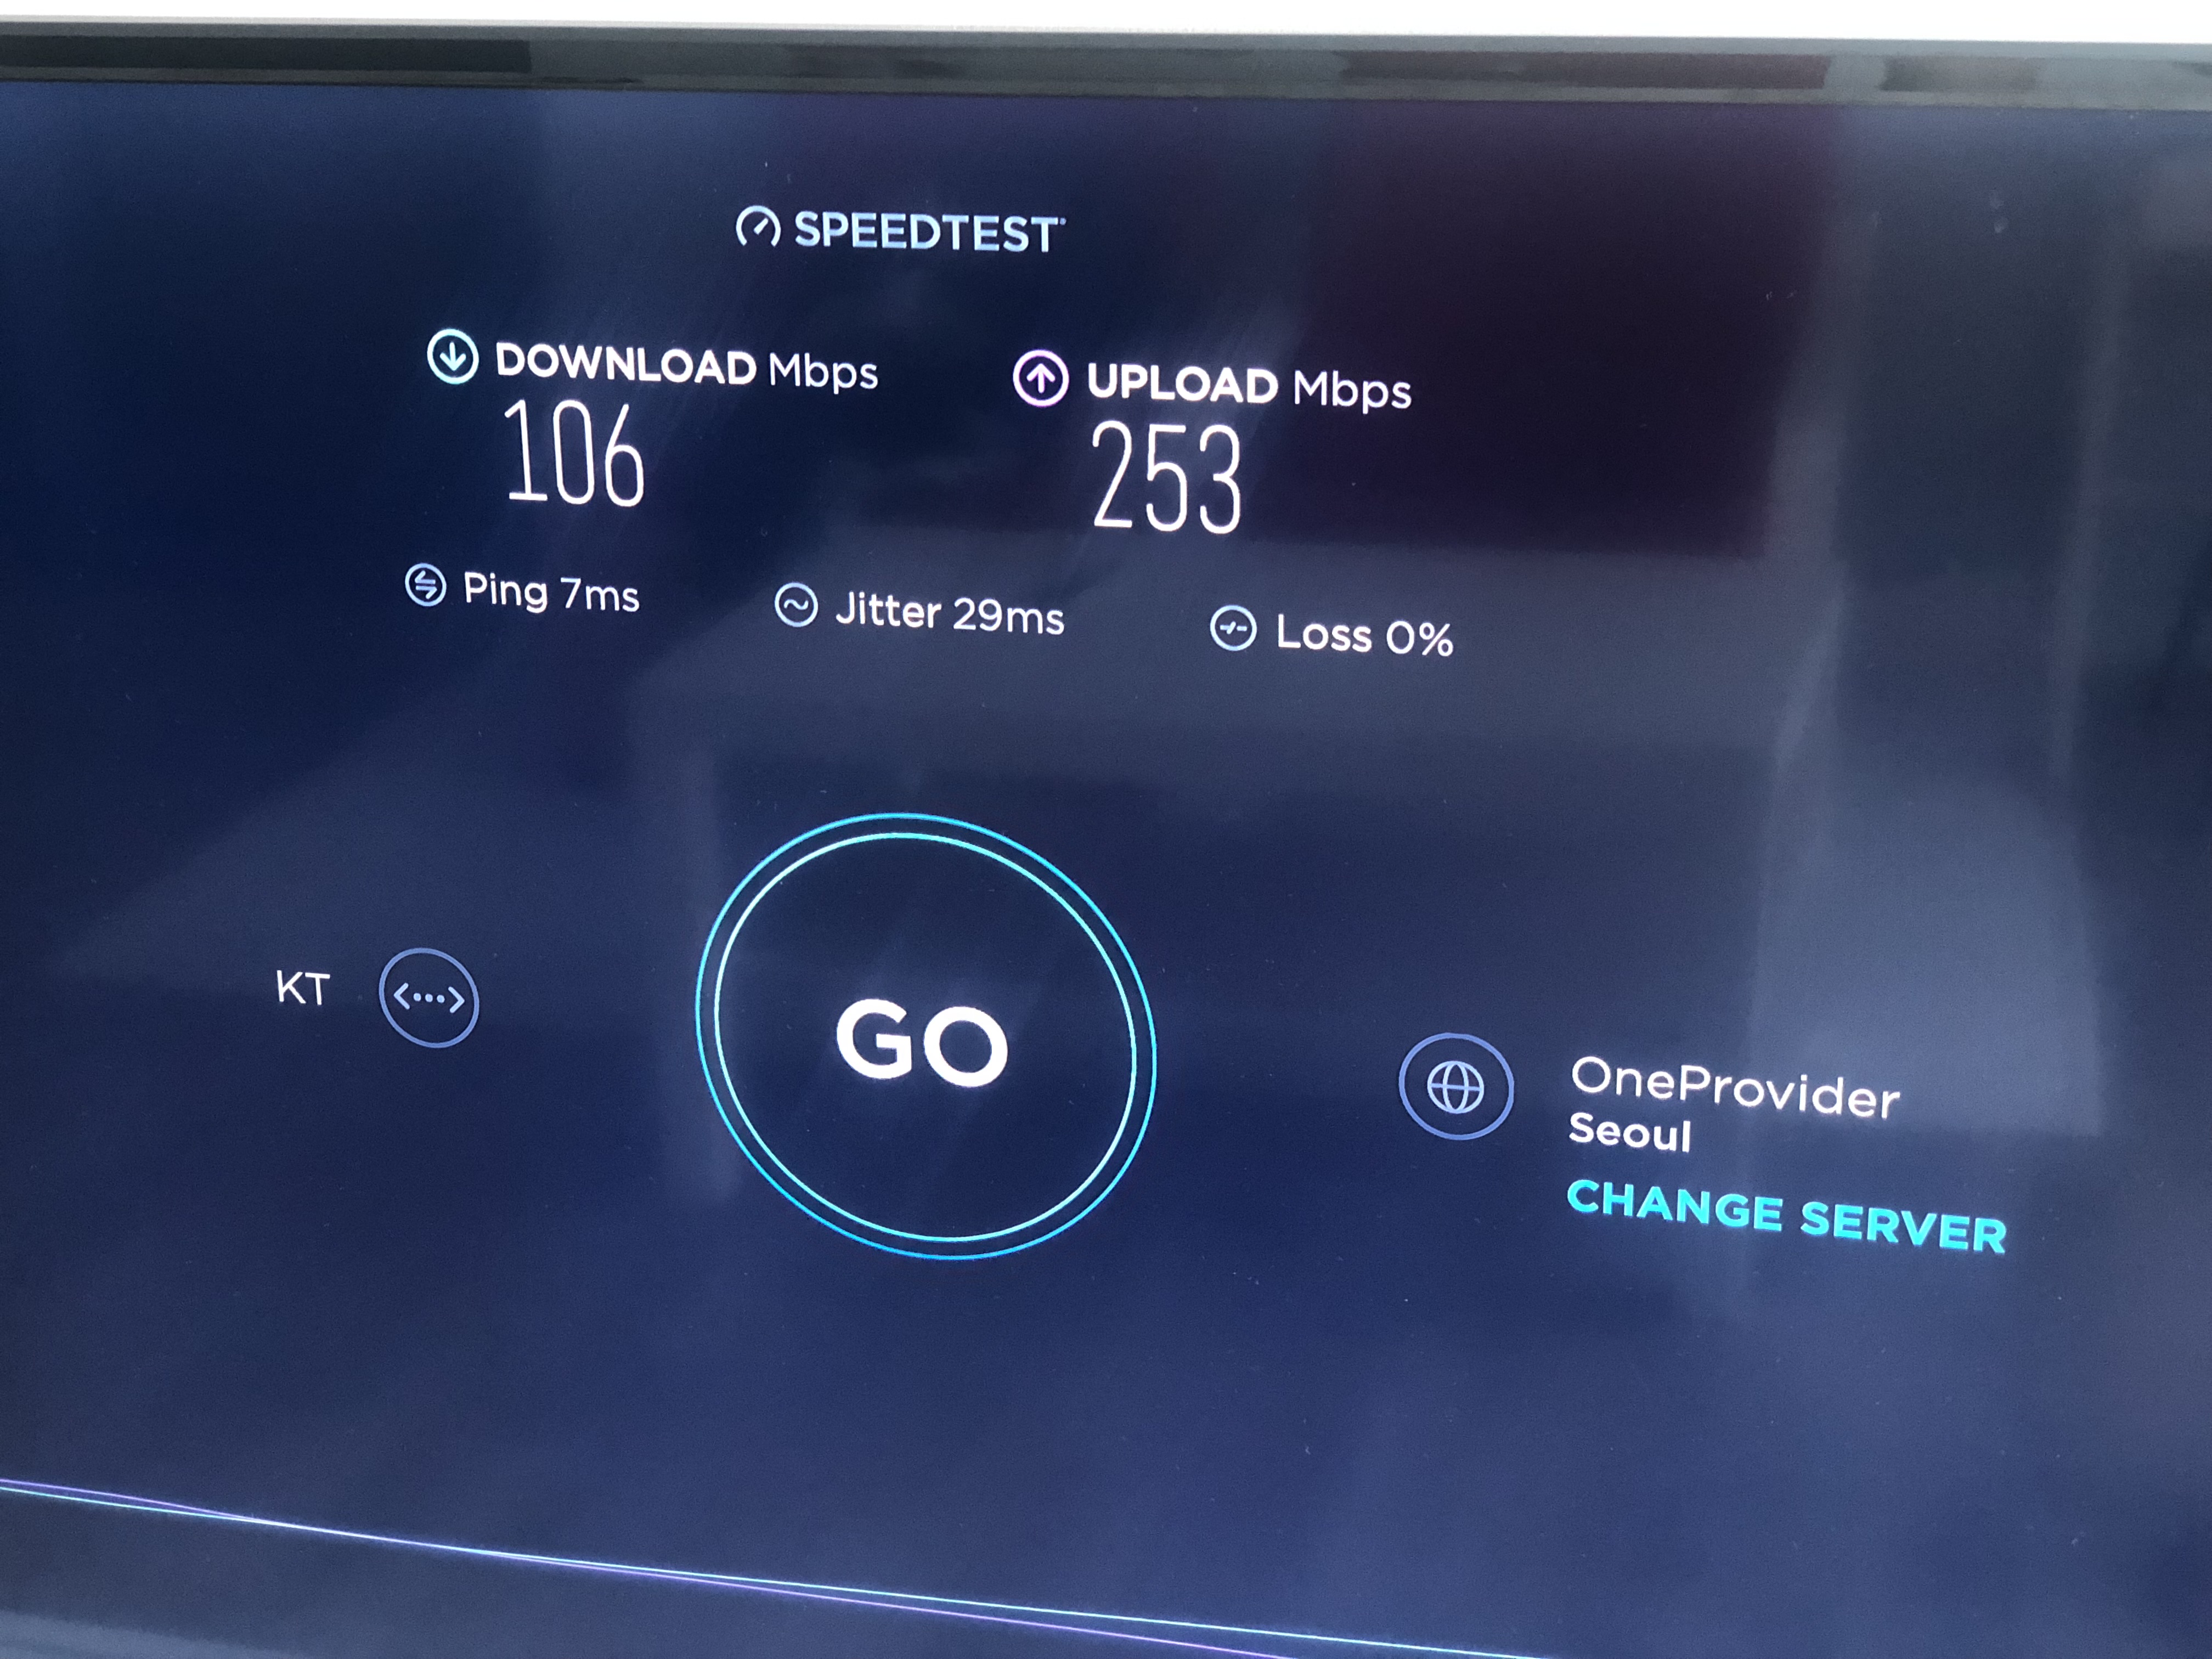 SPEEDTEST
DOWNLOAD Mbps
106
UPLOAD Mbps
253
Ping 7ms
Jitter 29ms
Loss 0%
KT
GO
OneProvider
Seoul
CHANGE SERVER